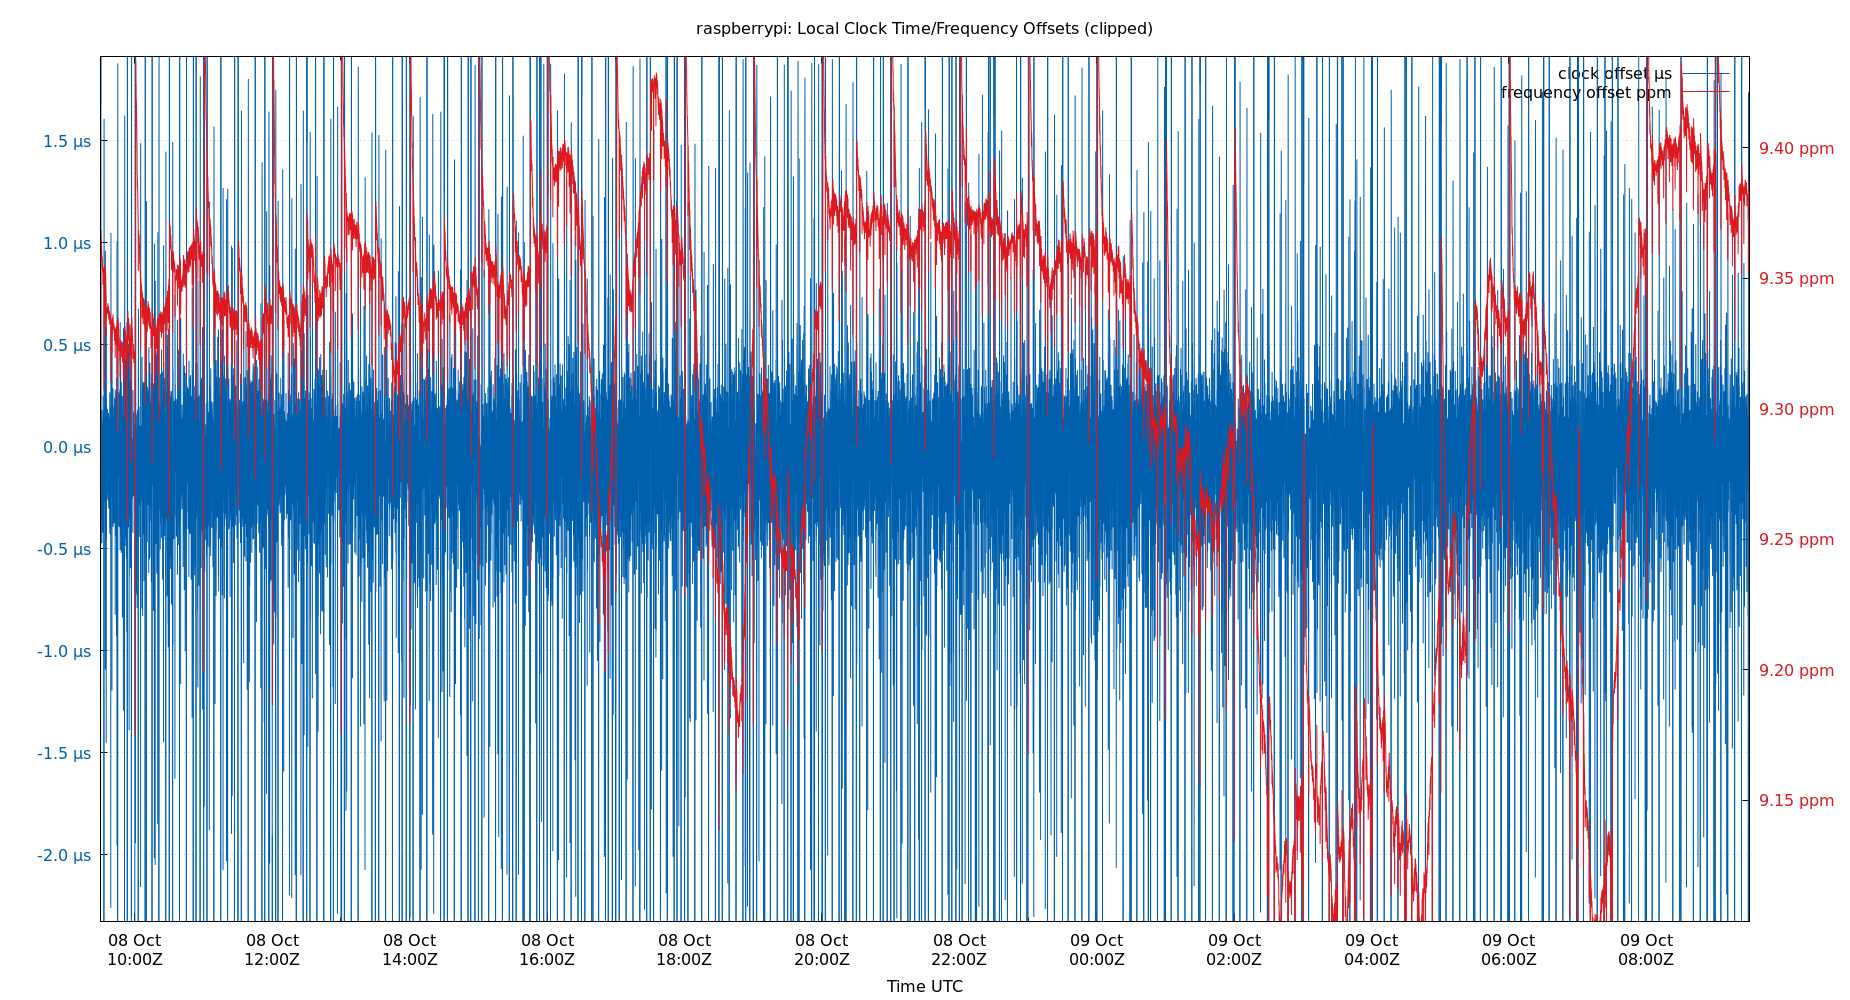 raspberrypi: Local Clock Time/Frequency Offsets (clipped)
clock offset µs
frequency offset ppm
1.5 µs
1.0 µs
0.5 µs
0.0 µs
-0.5 µs
-1.0 µs
-1.5 µs
-2.0 µs
9.40 ppm
9.35 ppm
9.30 ppm
9.25 ppm
9.20 ppm
9.15 ppm
08 Oct 08 Oct 08 Oct 08 Oct 08 Oct 08 Oct 08 Oct 09 Oct 09 Oct 09 Oct 09 Oct 09 Oct
10:00Z 12:00Z 14:00Z 16:00Z 18:00Z 20:00Z 22:00Z 00:00Z 02:00Z 04:00Z 06:00Z 08:00Z
Time UTC